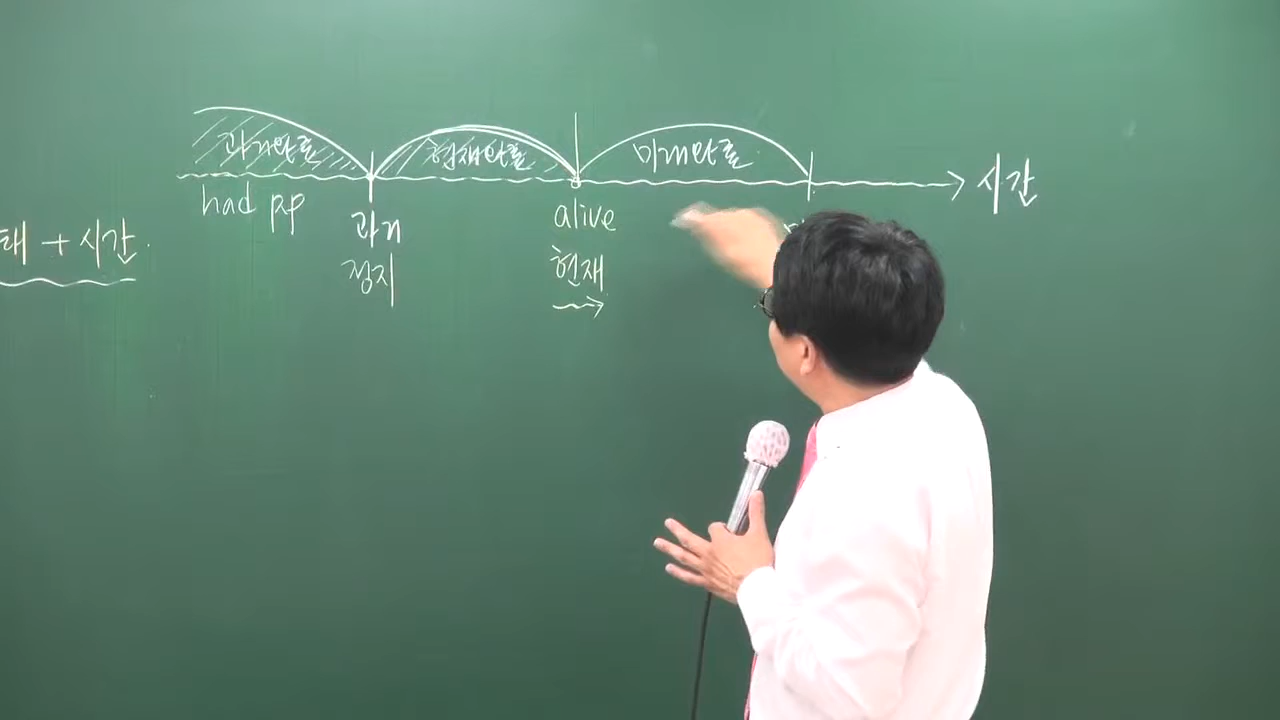 과거완료 현재완료 미래완료
시간
had pp
alive
과거
현재
정지
태 + 시간